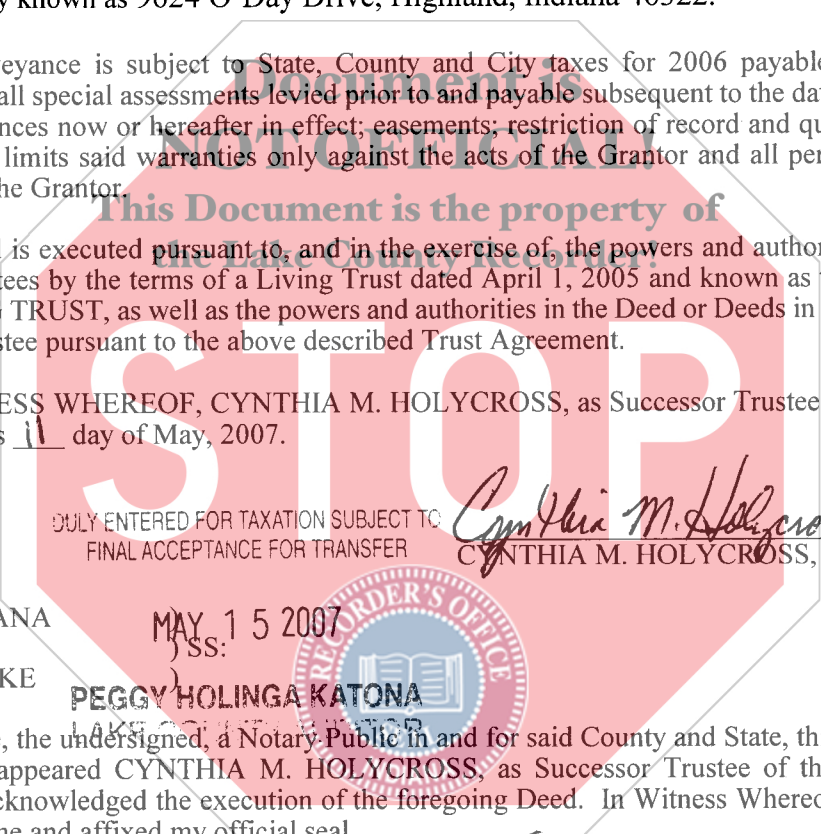 y known as 9624 O'Day Drive, Highland, Indiana 46322.
eyance is subject to State, County and City taxes for 2006 payable
all special assessments levied prior to and payable subsequent to the da
nces now or hereafter in effect; easements; restriction of record and qu
limits said warranties only against the acts of the Grantor and all per
he Grantor.
Document is
NOT OFFICIAL!
This Document is the property of
the Lake County Recorder!
is executed pursuant to, and in the exercise of, the powers and author
tees by the terms of a Living Trust dated April 1, 2005 and known as
TRUST, as well as the powers and authorities in the Deed or Deeds in
stee pursuant to the above described Trust Agreement.
STOP
ESS WHEREOF, CYNTHIA M. HOLYCROSS, as Successor Trustee
s 11 day of May, 2007.
DULY ENTERED FOR TAXATION SUBJECT TO
FINAL ACCEPTANCE FOR TRANSFER
Cynthia M. Holycro
CYNTHIA M. HOLYCROSS,
ANA
MAY 15 2007
) SS:
KE )
PEGGY HOLINGA KATONA
LAKE COUNTY AUDITOR
RECORDER'S OFFICE
, the undersigned, a Notary Public in and for said County and State, th
appeared CYNTHIA M. HOLYCROSS, as Successor Trustee of th
cknowledged the execution of the foregoing Deed. In Witness Whereo
me and affixed my official seal